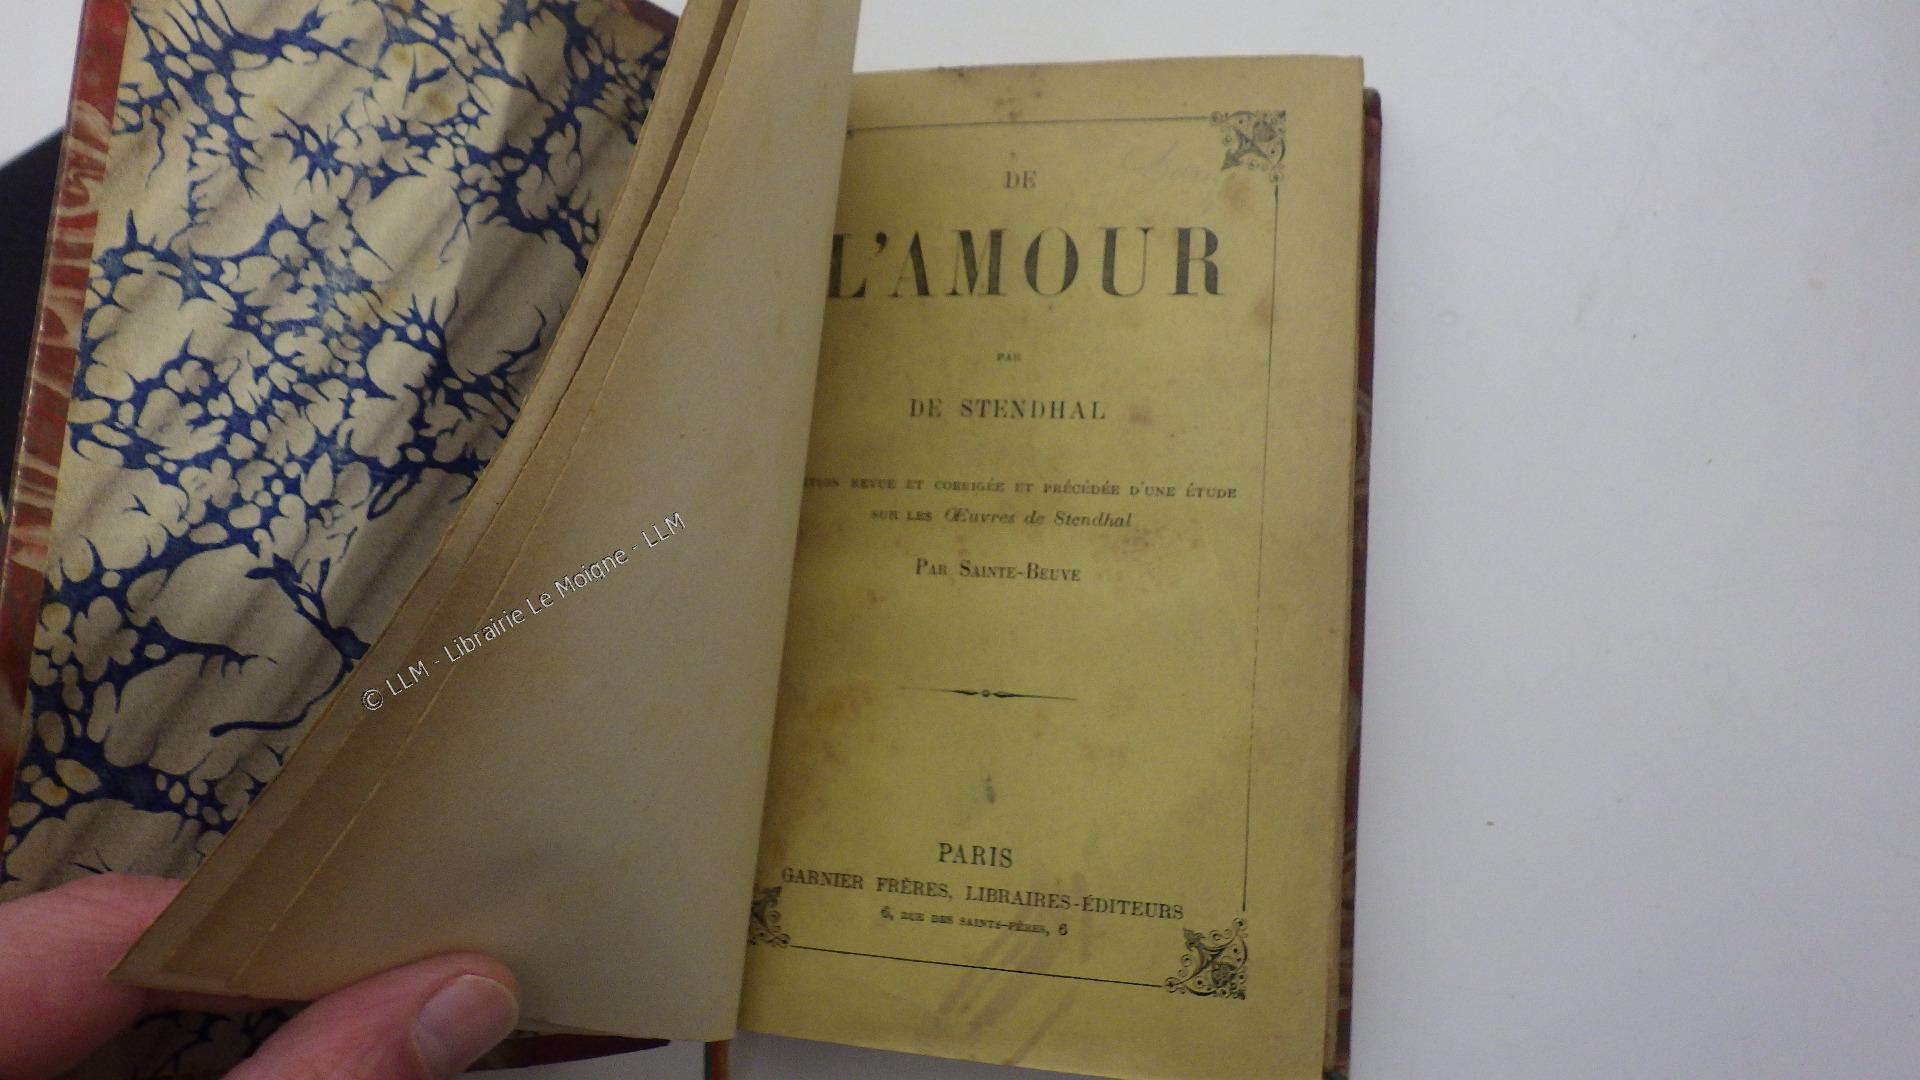 DE
L'AMOUR
PAR
DE STENDHAL
REVUE ET CORRIGÉE ET PRÉCÉDÉE D'UNE ÉTUDE
SUR LES Œuvres de Stendhal
PAR SAINTE-BEUVE
PARIS
GARNIER FRÈRES, LIBRAIRES-ÉDITEURS
6, RUE DES SAINTS-PÈRES, 6
© LLM - Librairie Le Moigne - LLM